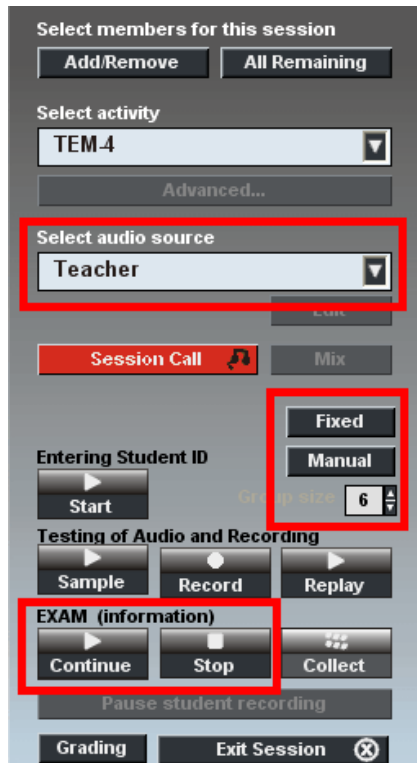 Select members for this session
Add/Remove All Remaining
Select activity
TEM-4
Advanced...
Select audio source
Teacher
Edit
Session Call Mix
Fixed
Entering Student ID Manual
Start Group size 6
Testing of Audio and Recording
Sample Record Replay
EXAM (information)
Continue Stop Collect
Pause student recording
Grading Exit Session